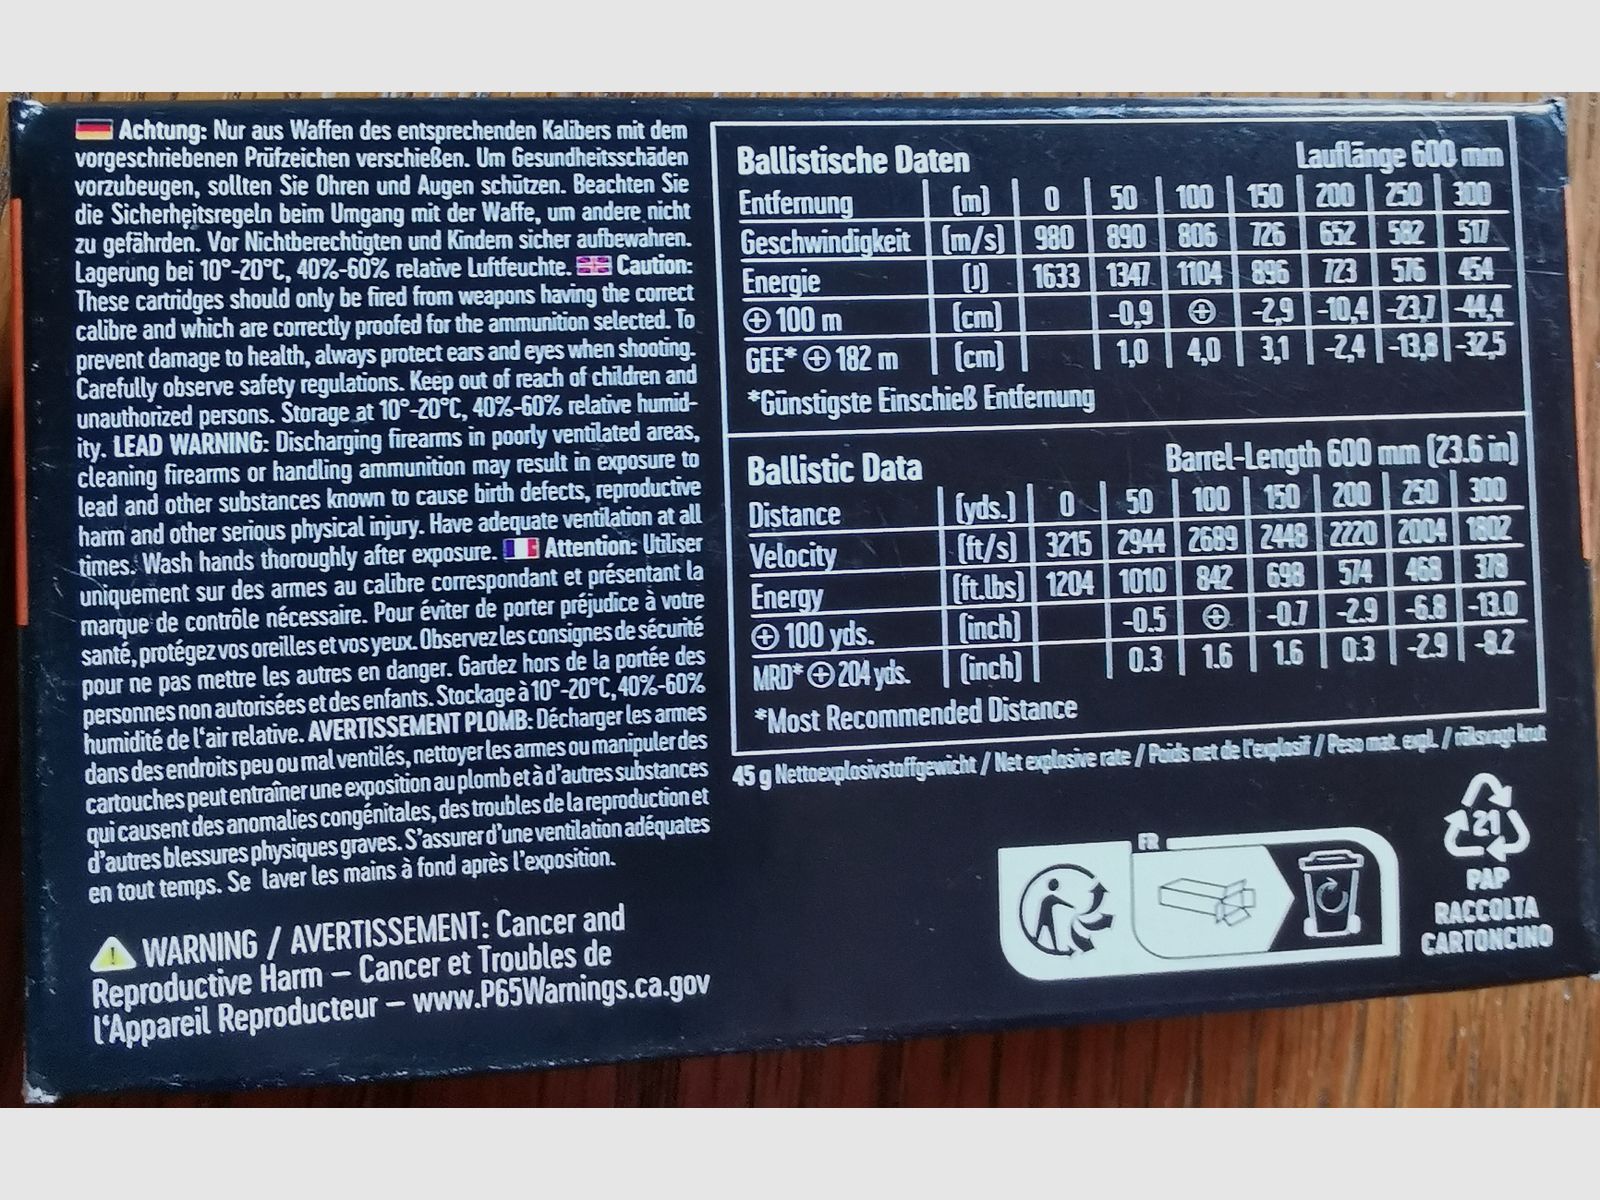 Achtung: Nur aus Waffen des entsprechenden Kalibers mit dem
vorgeschriebenen Prüfzeichen verschießen. Um Gesundheitsschäden
vorzubeugen, sollten Sie Ohren und Augen schützen. Beachten Sie
die Sicherheitsregeln beim Umgang mit der Waffe, um andere nicht
zu gefährden. Vor Nichtberechtigten und Kindern sicher aufbewahren.
Lagerung bei 10°-20°C, 40%-60% relative Luftfeuchte. Caution:
These cartridges should only be fired from weapons having the correct
calibre and which are correctly proofed for the ammunition selected. To
prevent damage to health, always protect ears and eyes when shooting.
Carefully observe safety regulations. Keep out of reach of children and
unauthorized persons. Storage at 10°-20°C, 40%-60% relative humid-
ity. LEAD WARNING: Discharging firearms in poorly ventilated areas,
cleaning firearms or handling ammunition may result in exposure to
lead and other substances known to cause birth defects, reproductive
harm and other serious physical injury. Have adequate ventilation at all
times. Wash hands thoroughly after exposure. Attention: Utiliser
uniquement sur des armes au calibre correspondant et présentant la
marque de contrôle nécessaire. Pour éviter de porter préjudice à votre
santé, protégez vos oreilles et vos yeux. Observez les consignes de sécurité
pour ne pas mettre les autres en danger. Gardez hors de la portée des
personnes non autorisées et des enfants. Stockage à 10°-20°C, 40%-60%
humidité de l'air relative. AVERTISSEMENT PLOMB: Décharger les armes
dans des endroits peu ou mal ventilés, nettoyer les armes ou manipuler des
cartouches peut entraîner une exposition au plomb et à d'autres substances
qui causent des anomalies congénitales, des troubles de la reproduction et
d'autres blessures physiques graves. S'assurer d'une ventilation adéquates
en tout temps. Se laver les mains à fond après l'exposition.
WARNING / AVERTISSEMENT: Cancer and
Reproductive Harm – Cancer et Troubles de
l'Appareil Reproducteur – www.P65Warnings.ca.gov
Ballistische Daten Lauflänge 600 mm
Entfernung (m) 0 50 100 150 200 250 300
Geschwindigkeit (m/s) 980 890 806 726 652 582 517
Energie (J) 1633 1347 1104 896 723 576 454
⊕ 100 m (cm) -0,9 ⊕ -2,9 -10,4 -23,7 -44,4
GEE* ⊕ 182 m (cm) 1,0 4,0 3,1 -2,4 -13,8 -32,5
*Günstigste Einschieß Entfernung
Ballistic Data Barrel-Length 600 mm (23.6 in)
Distance (yds.) 0 50 100 150 200 250 300
Velocity (ft/s) 3215 2944 2689 2448 2220 2004 1802
Energy (ft.lbs) 1204 1010 842 698 574 468 378
⊕ 100 yds. (inch) -0.5 ⊕ -0.7 -2.9 -6.8 -13.0
MRD* ⊕ 204 yds. (inch) 0.3 1.6 1.6 0.3 -2.9 -8.2
*Most Recommended Distance
45 g Nettoexplosivstoffgewicht / Net explosive rate / Poids net de l'explosif / Peso mat. expl. / röksvagt krut
FR
21
PAP
RACCOLTA
CARTONCINO